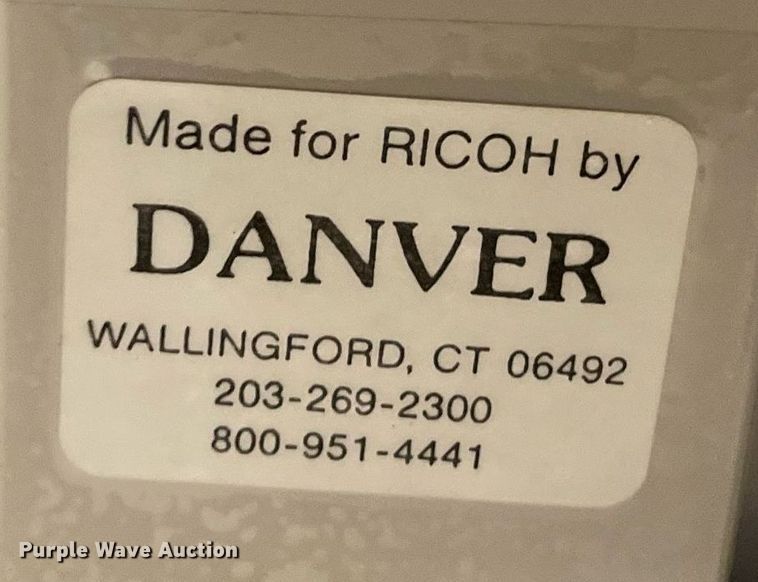 Made for RICOH by
DANVER
WALLINGFORD, CT 06492
203-269-2300
800-951-4441
Purple Wave Auction